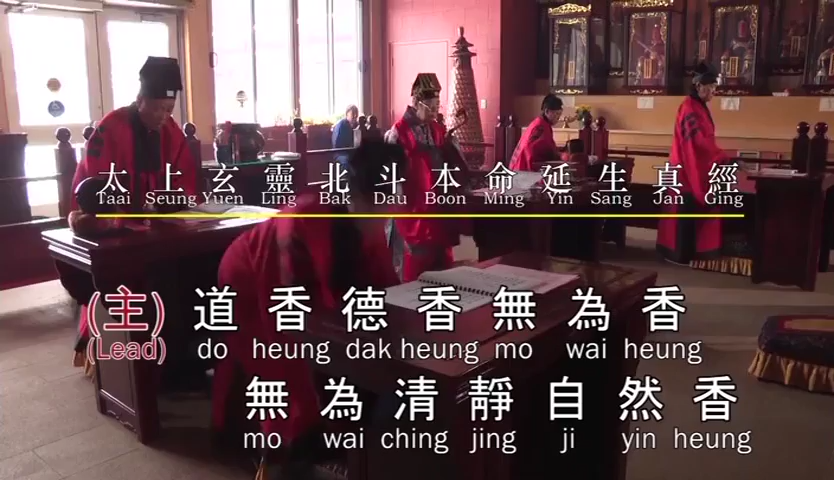 太上玄靈北斗本命延生真經
Taai Seung Yuen Ling Bak Dau Boon Ming Yin Sang Jan Ging
(主) 道香德香無為香
(Lead) do heung dak heung mo wai heung
無為清靜自然香
mo wai ching jing ji yin heung